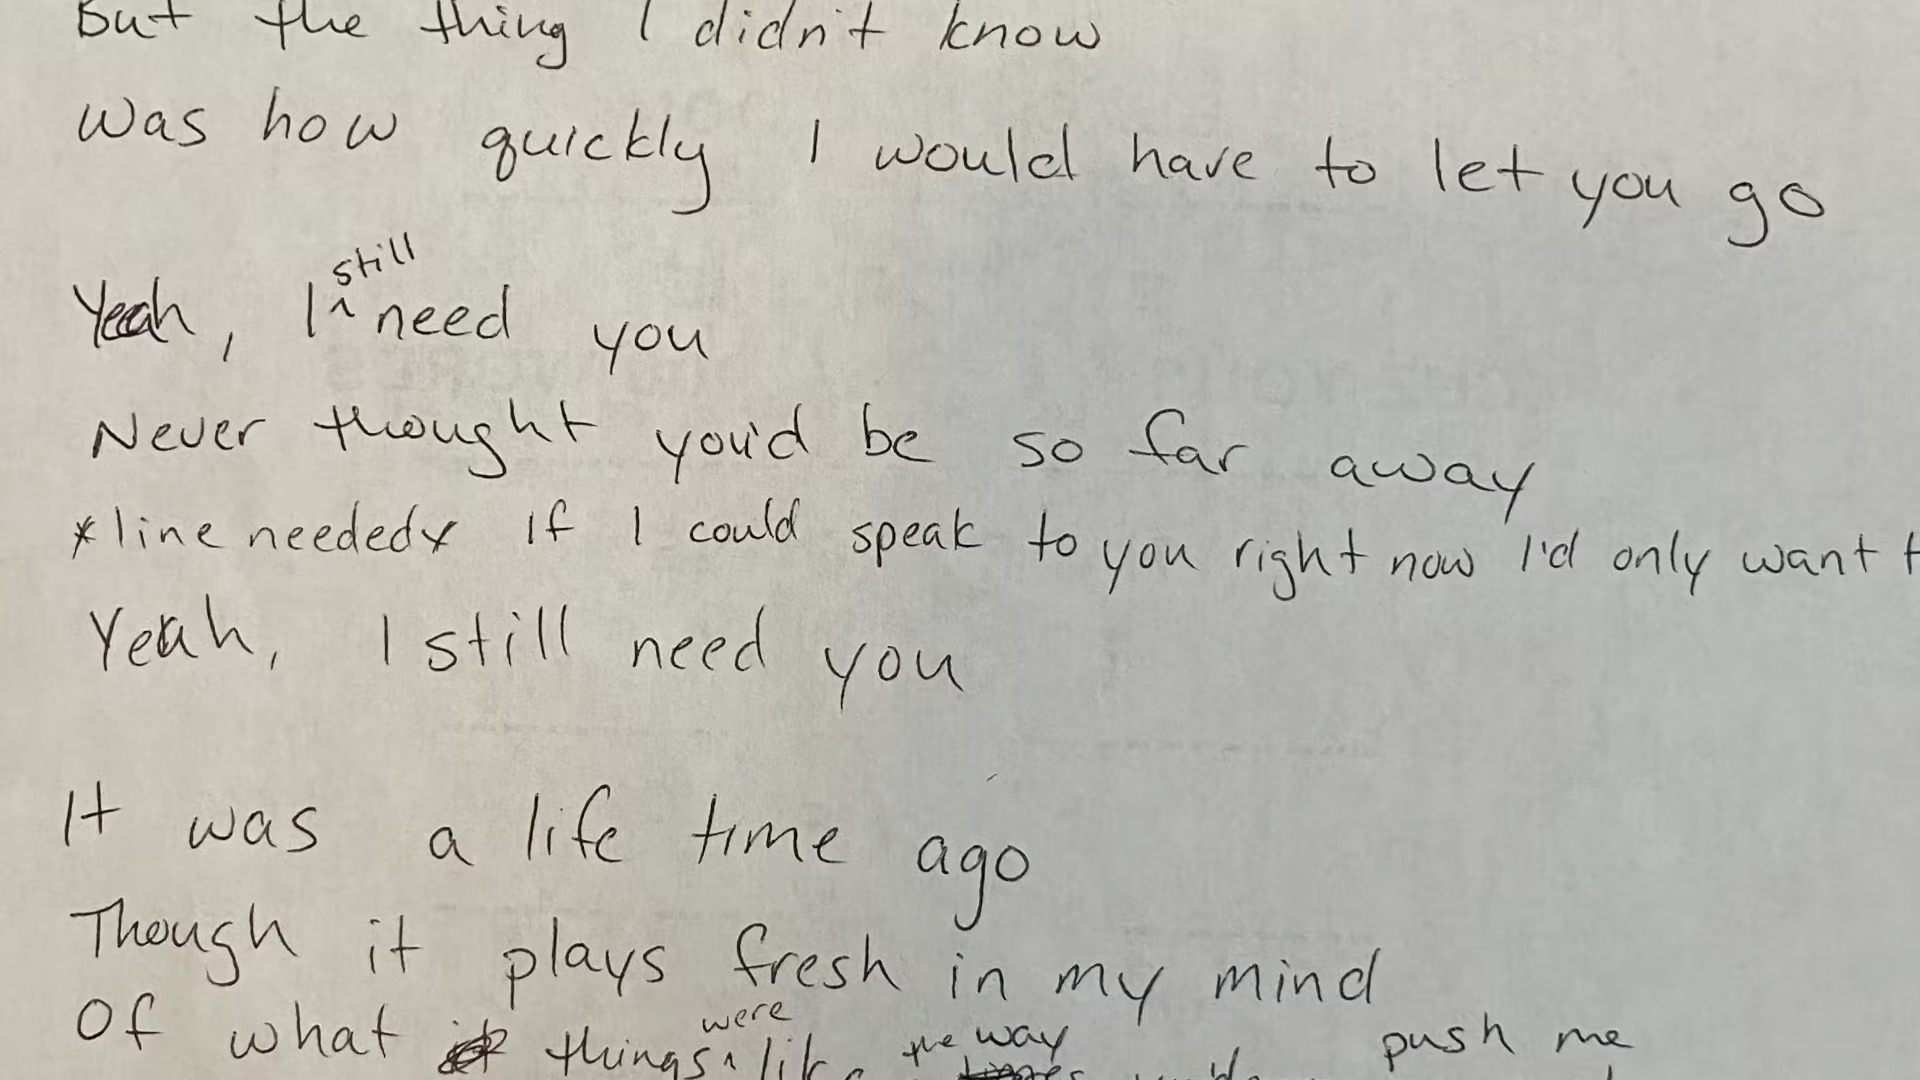 But the thing I didn't know
Was how quickly I would have to let you go
Yeah, I still need you
Never thought you'd be so far away
*line needed* If I could speak to you right now I'd only want
Yeah, I still need you
It was a life time ago
Though it plays fresh in my mind
Of what things were like the way push me